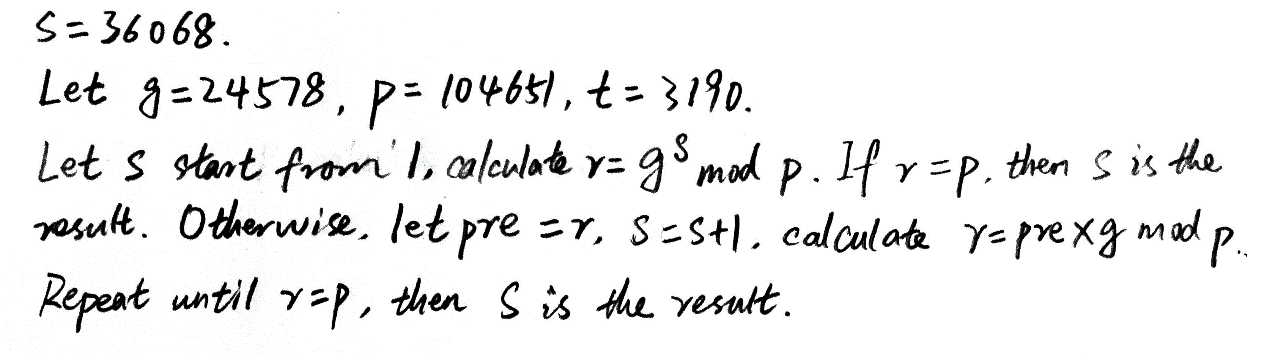 S=36068.
Let g=24578, p=104651, t=3190.
Let s start from 1, calculate r=g^s mod p. If r=p, then s is the
result. Otherwise, let pre=r, s=s+1, calculate r=pre×g mod p.
Repeat until r=p, then s is the result.